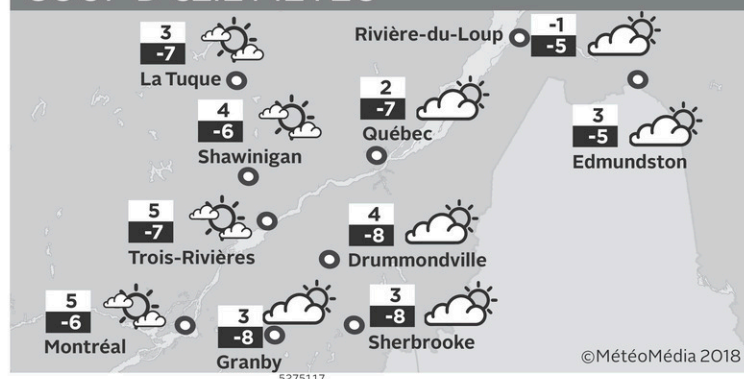 3
-7
La Tuque
Rivière-du-Loup
-1
-5
4
-6
Shawinigan
2
-7
Québec
3
-5
Edmundston
5
-7
Trois-Rivières
4
-8
Drummondville
5
-6
Montréal
3
-8
Granby
3
-8
Sherbrooke
©MétéoMédia 2018
5275117